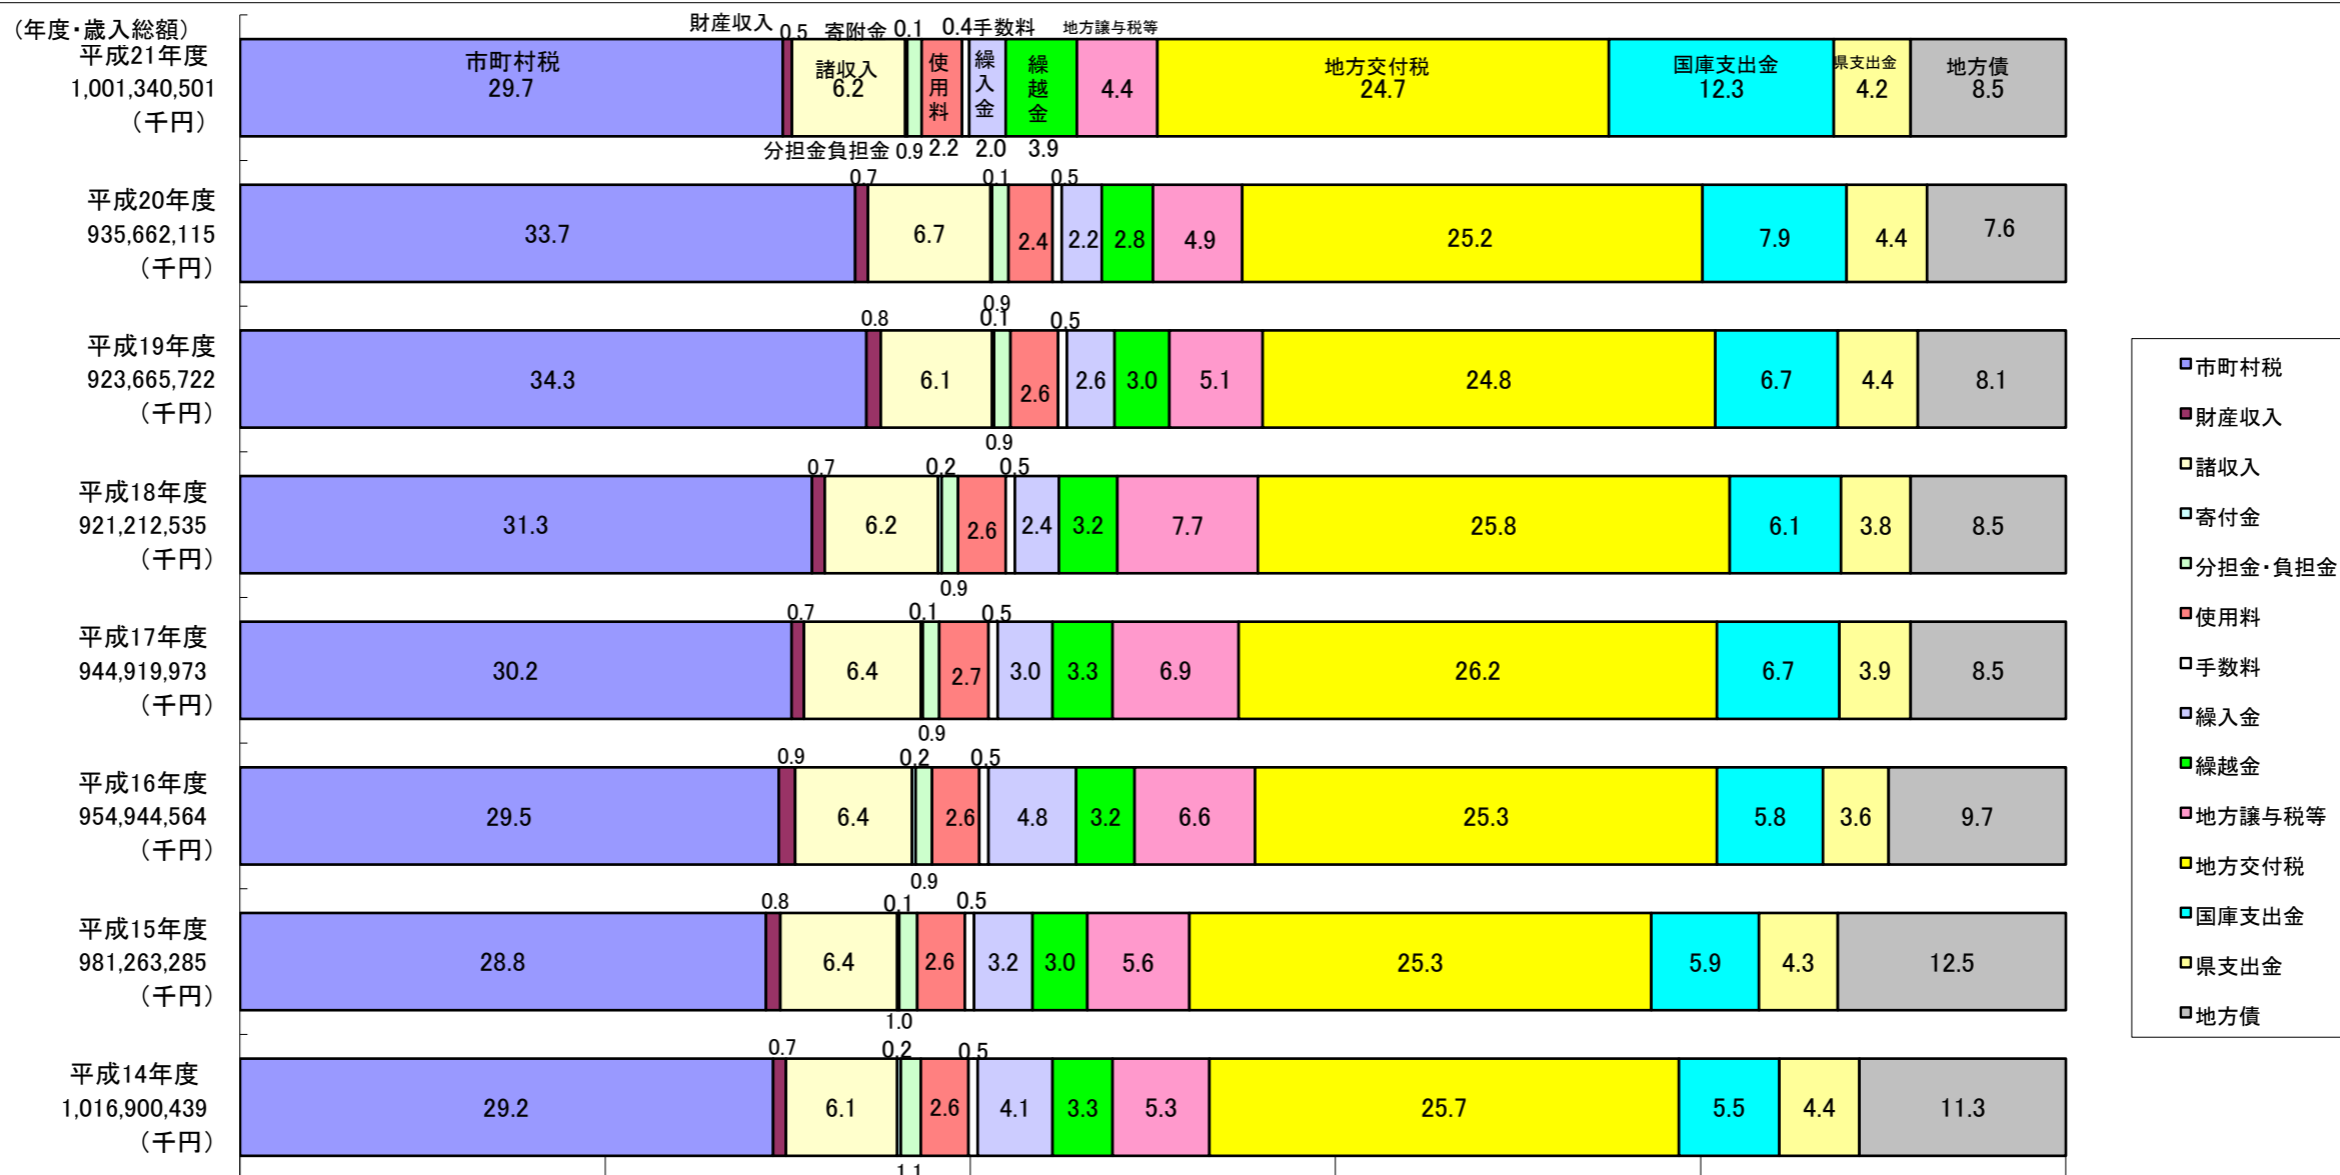 （年度・歳入総額）
財産収入 0.5 寄附金 0.1 0.4 手数料 地方譲与税等
平成21年度
1,001,340,501
（千円）
市町村税 29.7
諸収入 6.2
使用料
繰入金
繰越金
4.4
地方交付税 24.7
国庫支出金 12.3
県支出金 4.2
地方債 8.5
分担金負担金 0.9 2.2 2.0 3.9
0.7 0.1 0.5
平成20年度
935,662,115
（千円）
33.7 6.7 2.4 2.2 2.8 4.9 25.2 7.9 4.4 7.6
0.9
0.8 0.1 0.5
平成19年度
923,665,722
（千円）
34.3 6.1 2.6 2.6 3.0 5.1 24.8 6.7 4.4 8.1
0.9
0.7 0.2 0.5
平成18年度
921,212,535
（千円）
31.3 6.2 2.6 2.4 3.2 7.7 25.8 6.1 3.8 8.5
0.9
0.7 0.1 0.5
平成17年度
944,919,973
（千円）
30.2 6.4 2.7 3.0 3.3 6.9 26.2 6.7 3.9 8.5
0.9
0.9 0.2 0.5
平成16年度
954,944,564
（千円）
29.5 6.4 2.6 4.8 3.2 6.6 25.3 5.8 3.6 9.7
0.9
0.8 0.1 0.5
平成15年度
981,263,285
（千円）
28.8 6.4 2.6 3.2 3.0 5.6 25.3 5.9 4.3 12.5
1.0
0.7 0.2 0.5
平成14年度
1,016,900,439
（千円）
29.2 6.1 2.6 4.1 3.3 5.3 25.7 5.5 4.4 11.3
1.1
市町村税
財産収入
諸収入
寄付金
分担金・負担金
使用料
手数料
繰入金
繰越金
地方譲与税等
地方交付税
国庫支出金
県支出金
地方債